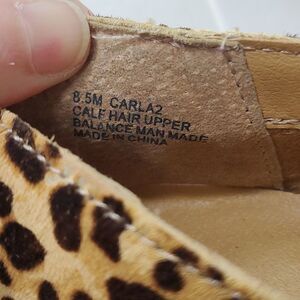 8.5M CARLA2
CALF HAIR UPPER
BALANCE MAN MADE
MADE IN CHINA